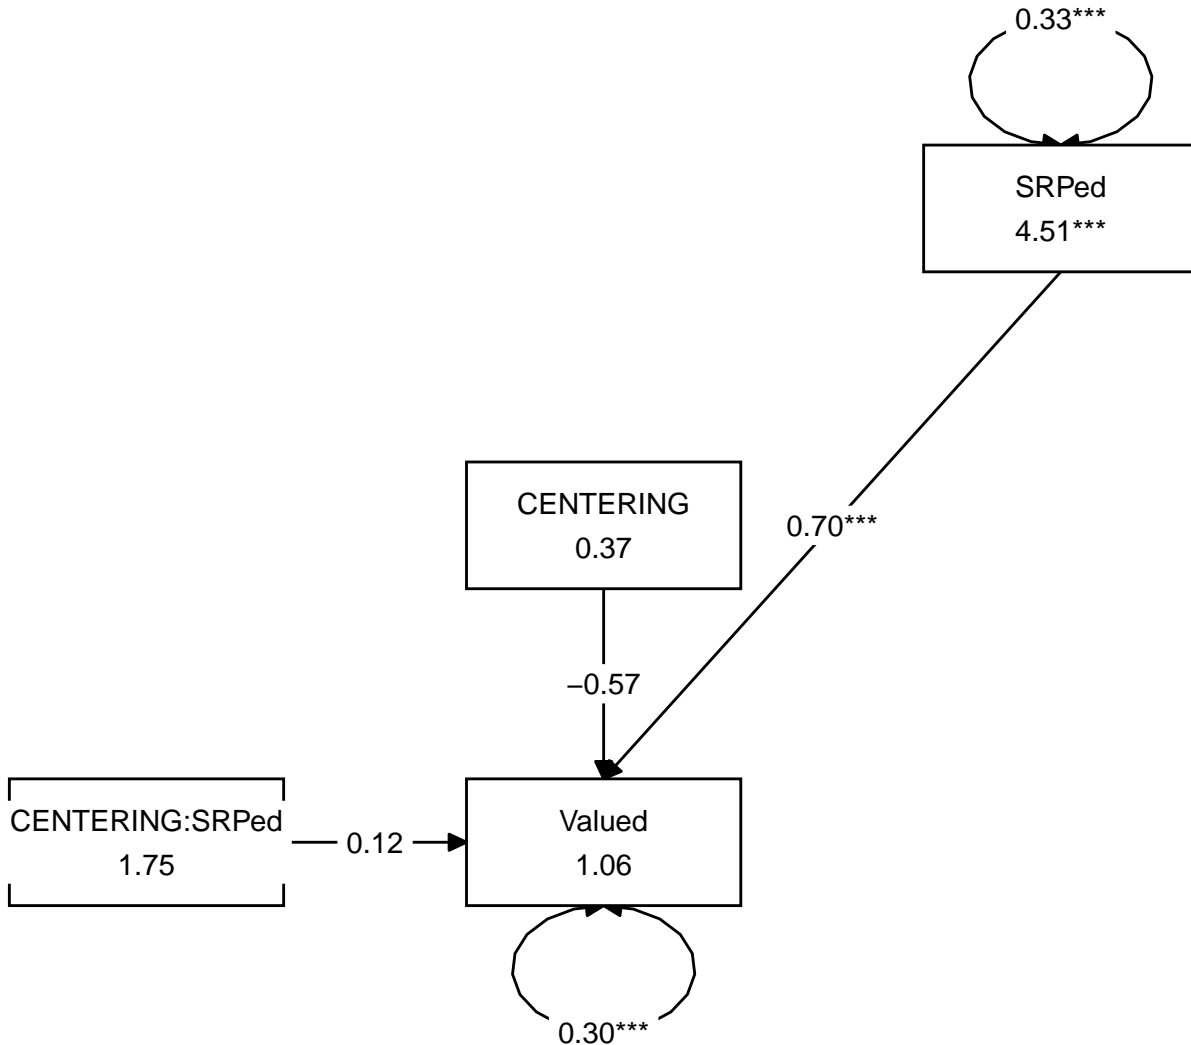 0.33***
SRPed
4.51***
CENTERING
0.37
0.70***
−0.57
CENTERING:SRPed
1.75
0.12
Valued
1.06
0.30***